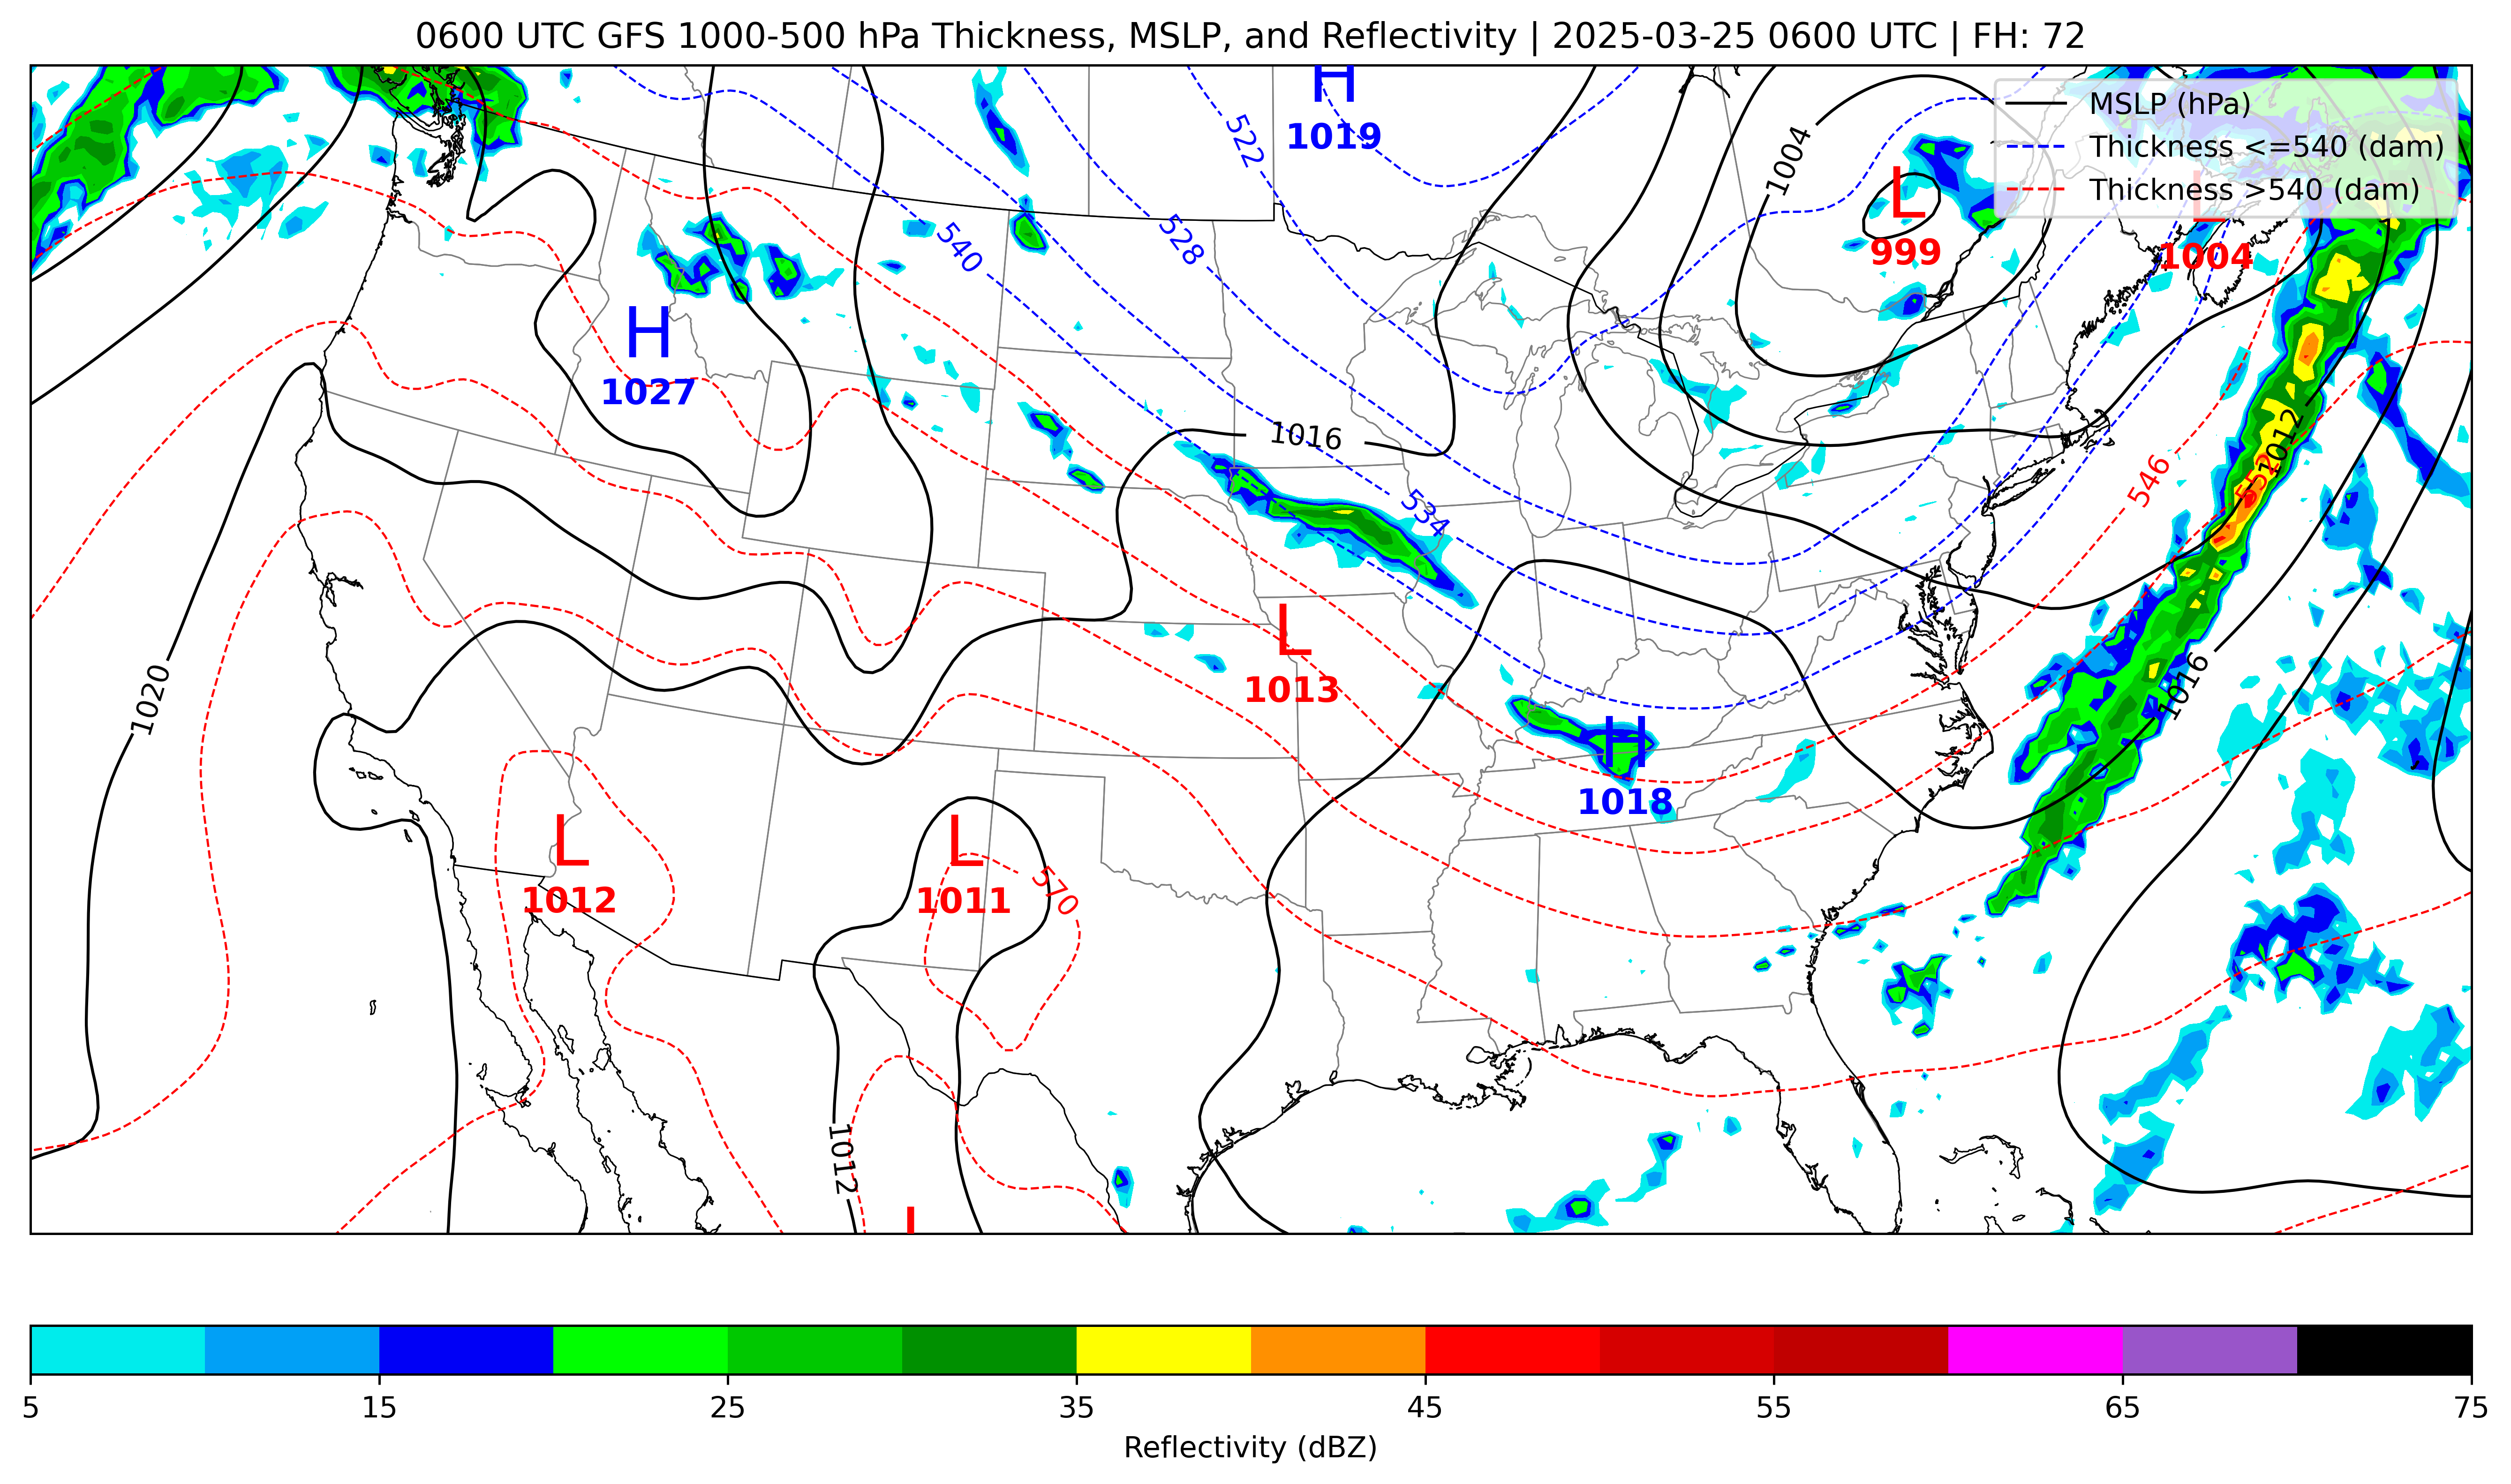 0600 UTC GFS 1000-500 hPa Thickness, MSLP, and Reflectivity | 2025-03-25 0600 UTC | FH: 72
MSLP (hPa)
Thickness <=540 (dam)
Thickness >540 (dam)
H
1019
522
1004
L
999
L
1004
540
528
H
1027
1016
534
1012
552
546
L
1013
1020
1016
H
1018
L
1012
L
1011
570
1012
L
5
15
25
35
45
55
65
75
Reflectivity (dBZ)